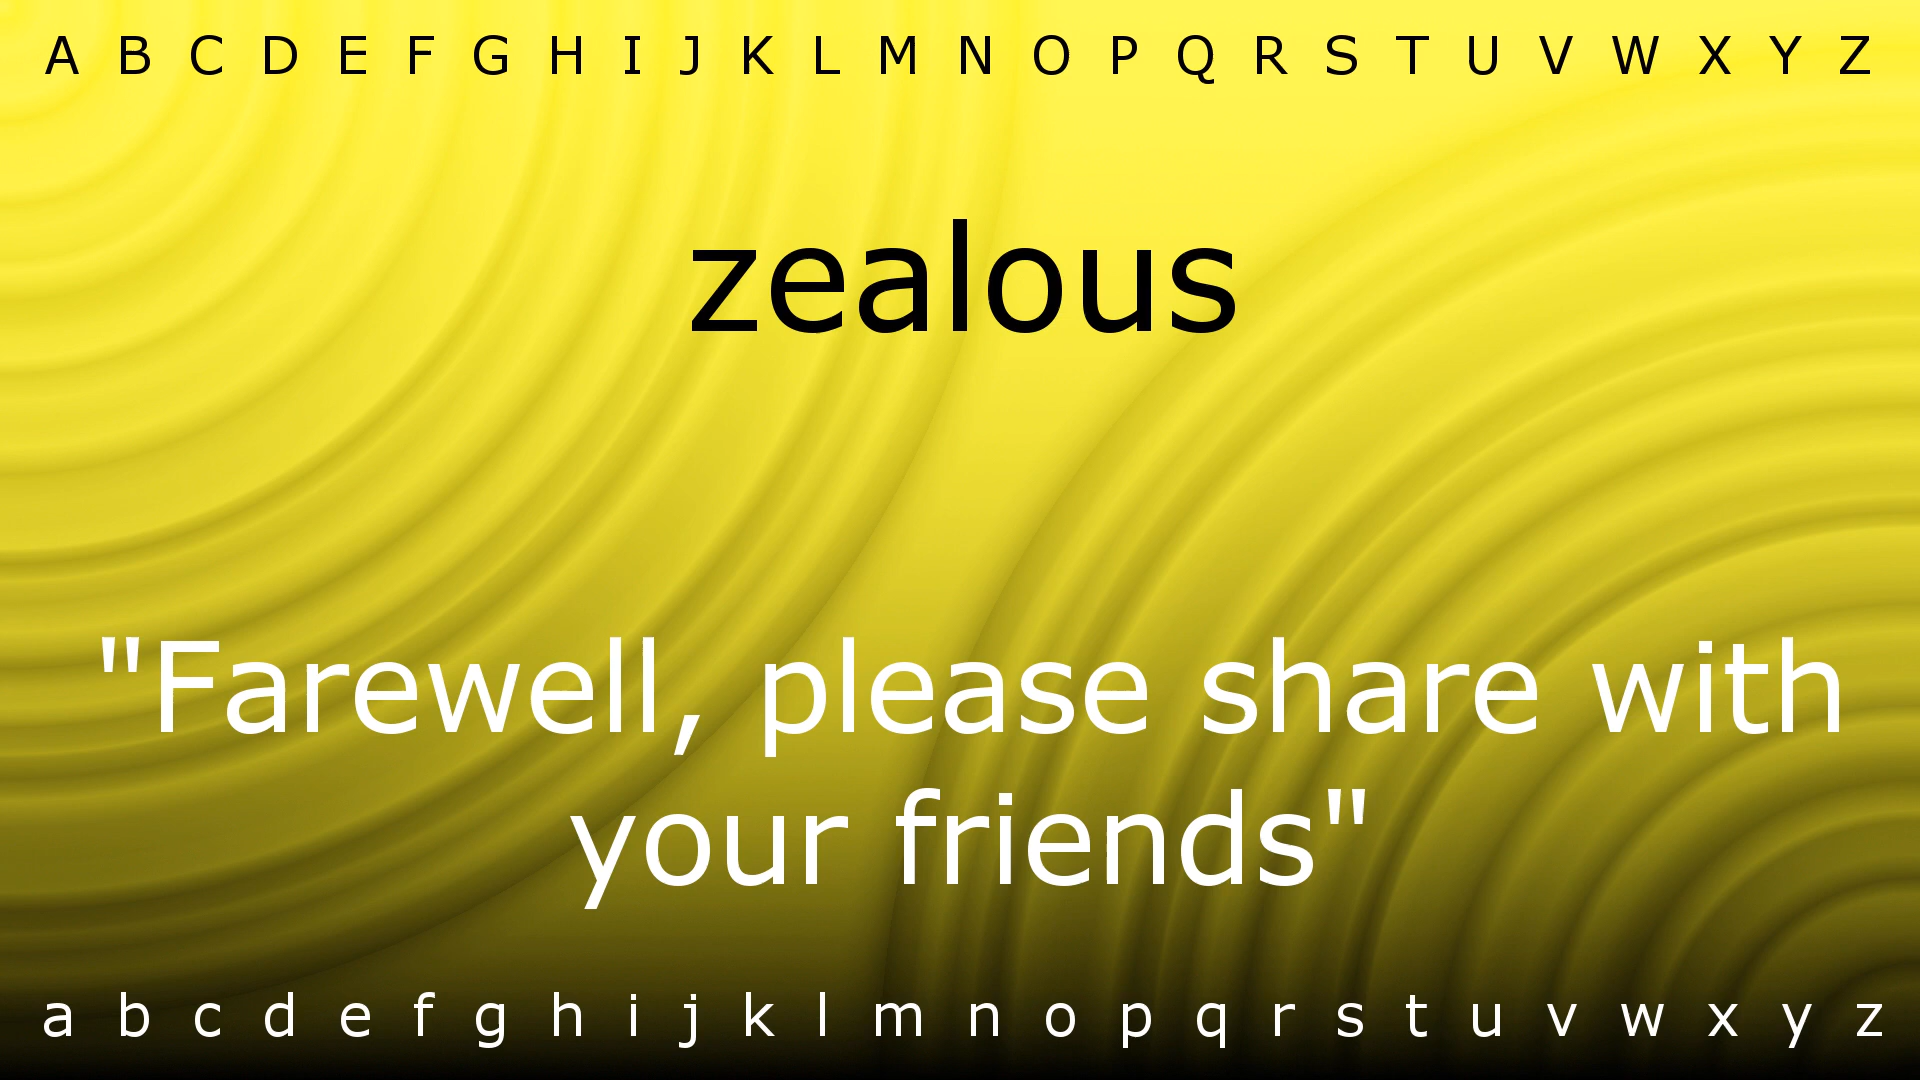 A B C D E F G H I J K L M N O P Q R S T U V W X Y Z
zealous
"Farewell, please share with
your friends"
a b c d e f g h i j k l m n o p q r s t u v w x y z